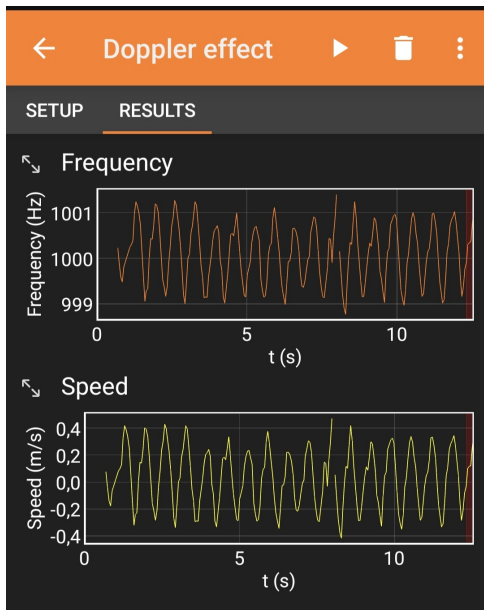 Doppler effect
SETUP RESULTS
Frequency
Frequency (Hz)
1001
1000
999
0 5 10
t (s)
Speed
Speed (m/s)
0,4
0,2
0,0
-0,2
-0,4
0 5 10
t (s)